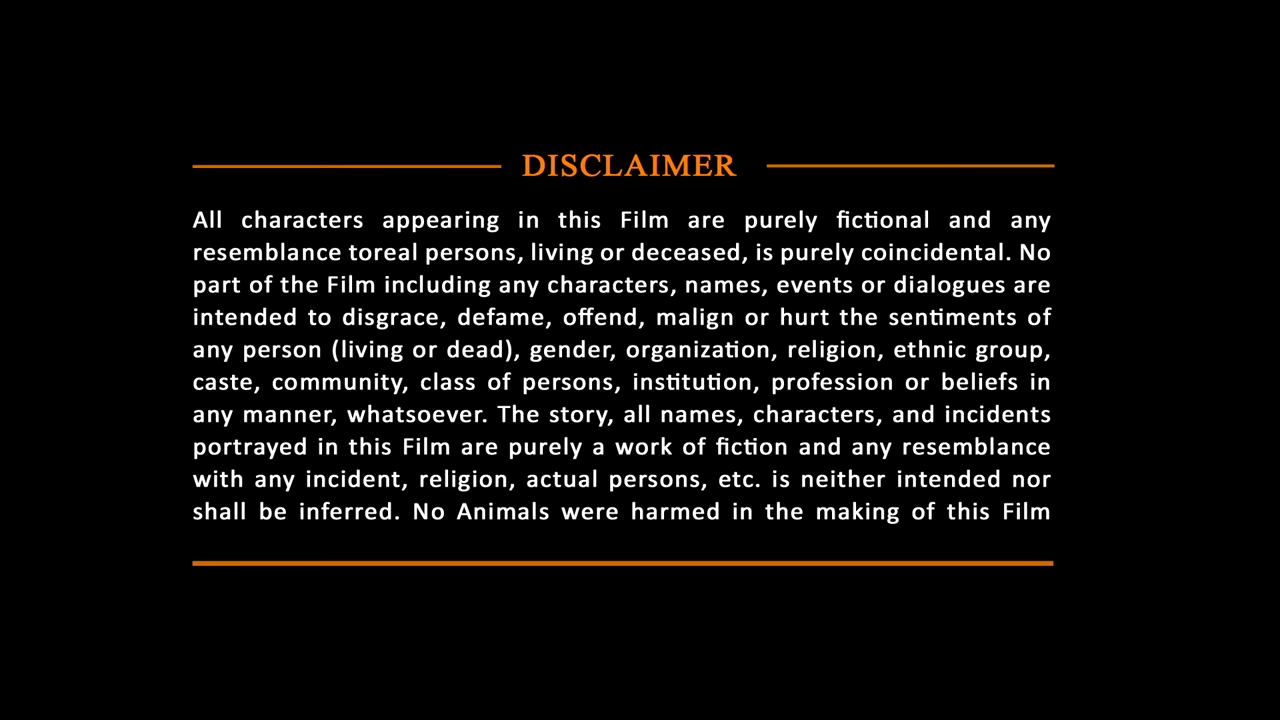 DISCLAIMER
All characters appearing in this Film are purely fictional and any
resemblance toreal persons, living or deceased, is purely coincidental. No
part of the Film including any characters, names, events or dialogues are
intended to disgrace, defame, offend, malign or hurt the sentiments of
any person (living or dead), gender, organization, religion, ethnic group,
caste, community, class of persons, institution, profession or beliefs in
any manner, whatsoever. The story, all names, characters, and incidents
portrayed in this Film are purely a work of fiction and any resemblance
with any incident, religion, actual persons, etc. is neither intended nor
shall be inferred. No Animals were harmed in the making of this Film